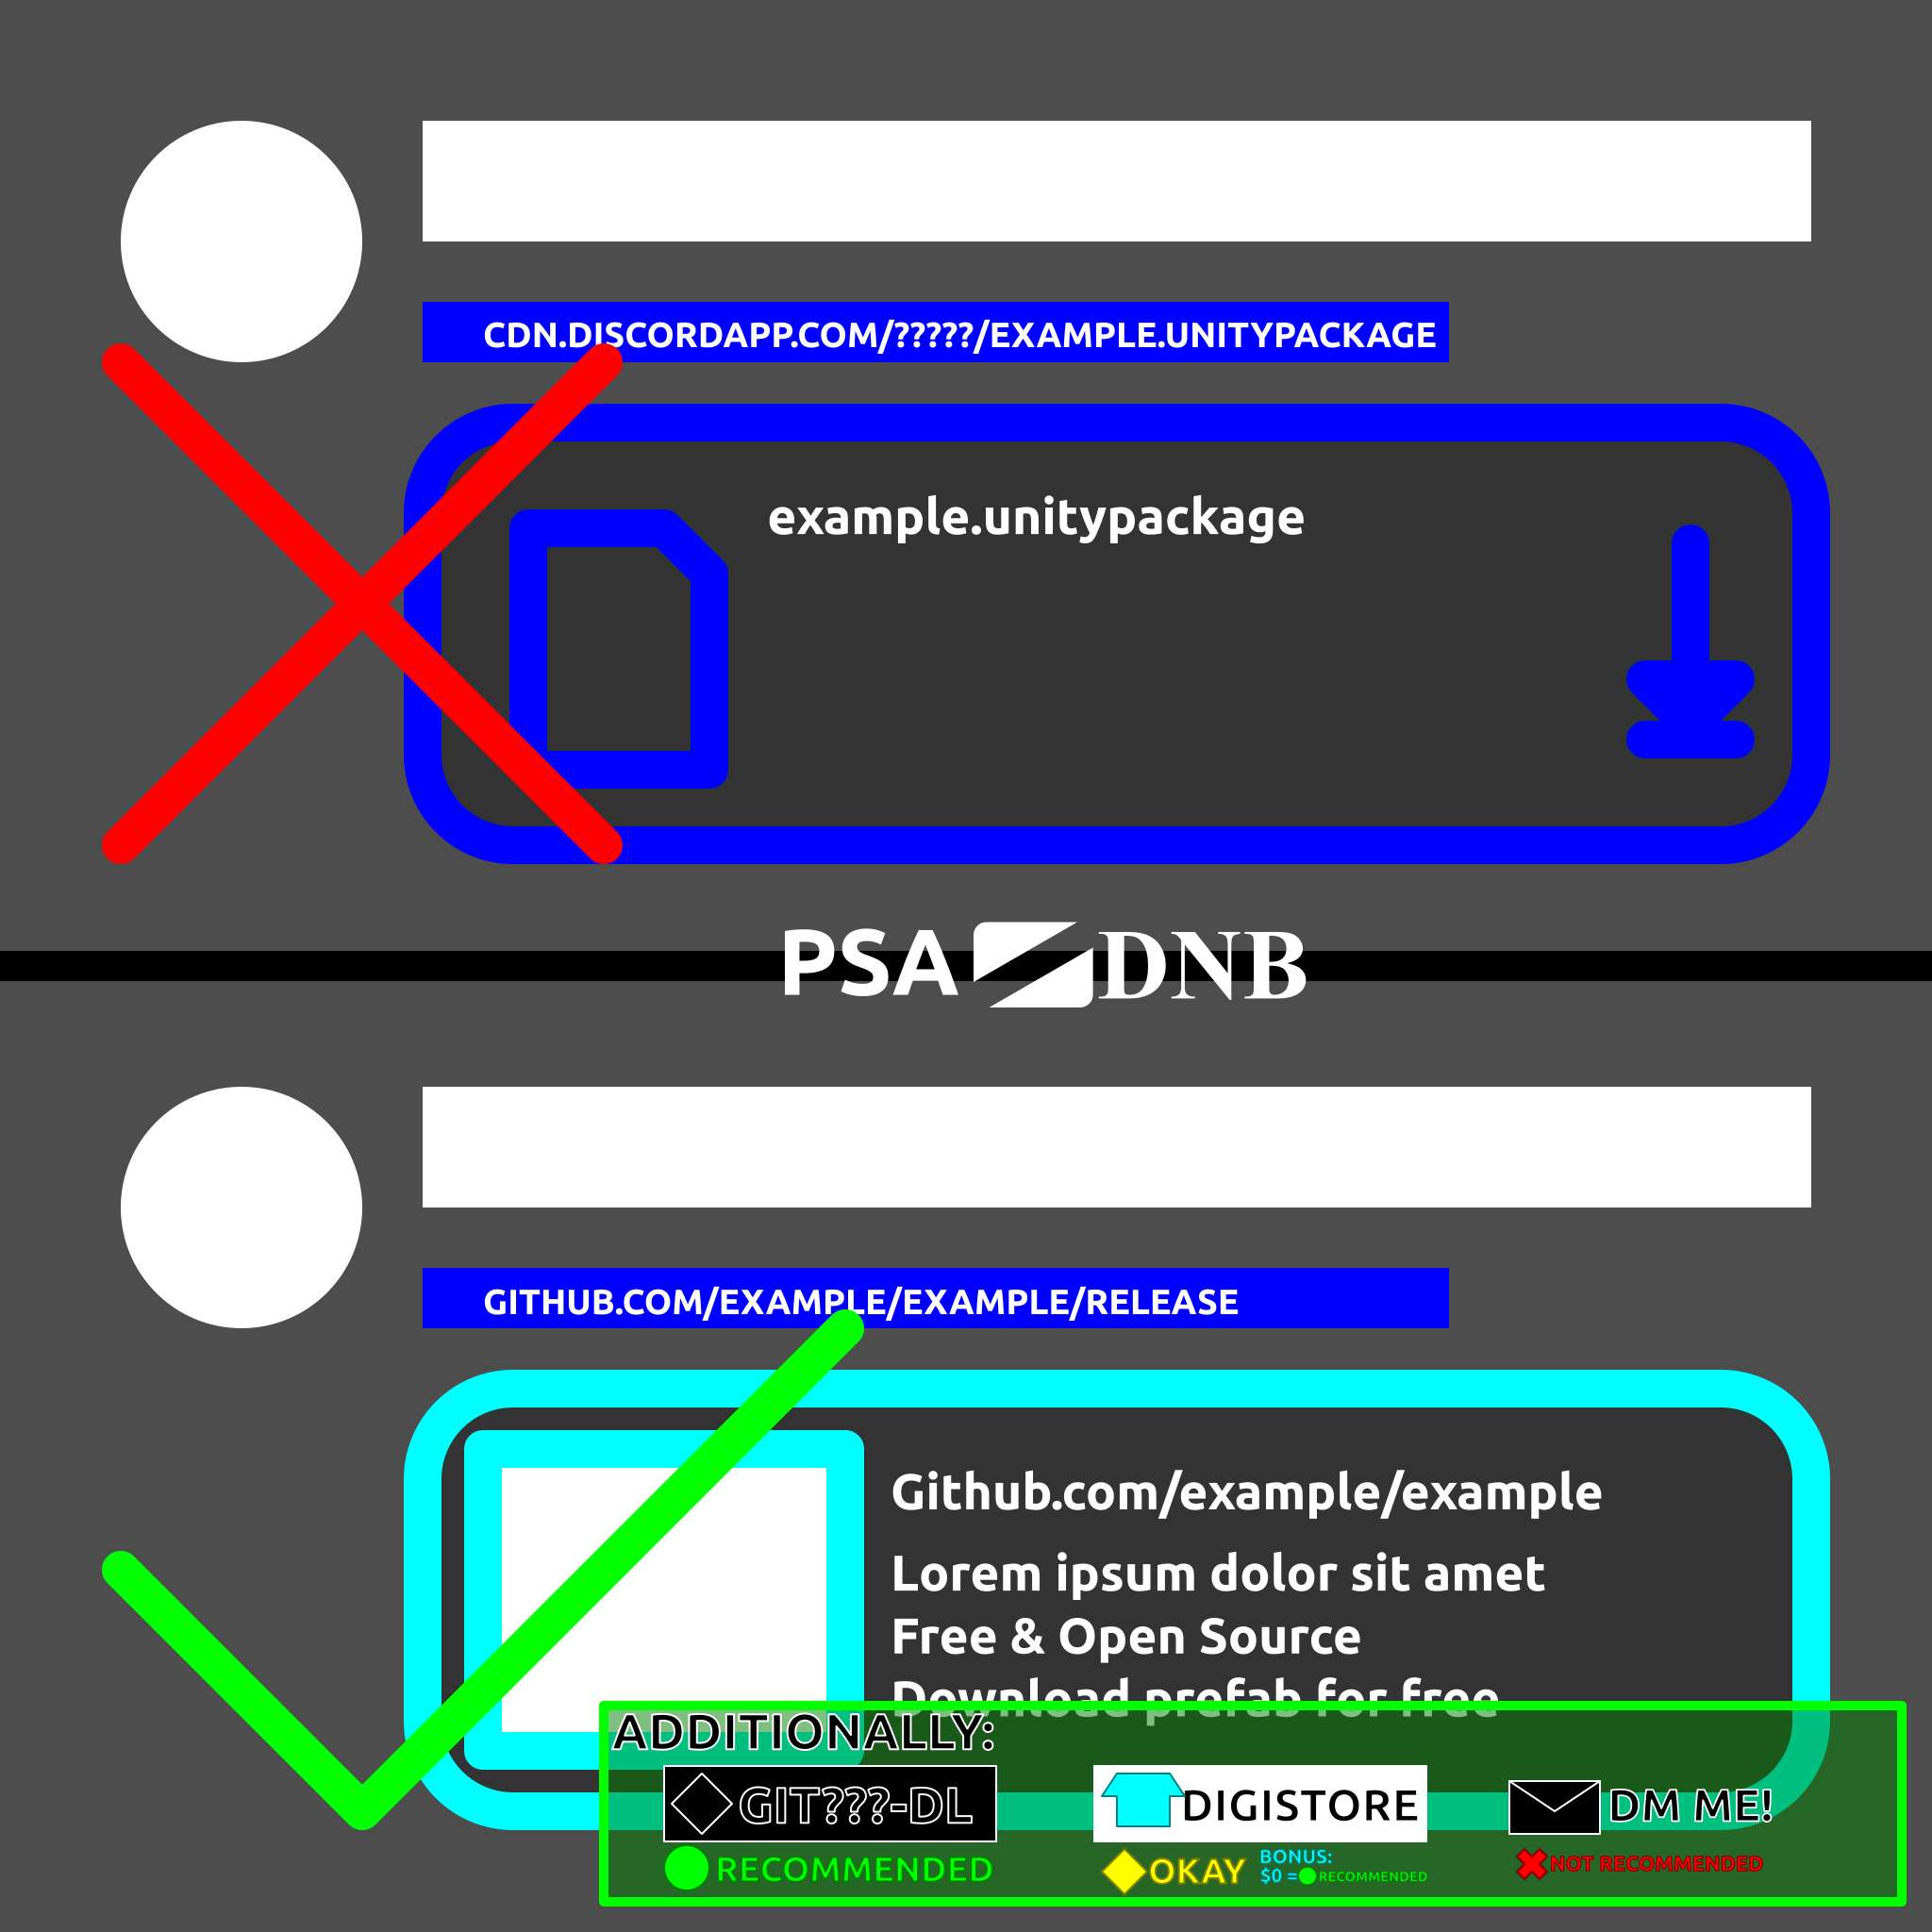 CDN.DISCORDAPP.COM/?????/EXAMPLE.UNITYPACKAGE
example.unitypackage
PSA DNB
GITHUB.COM/EXAMPLE/EXAMPLE/RELEASE
Github.com/example/example
Lorem ipsum dolor sit amet
Free & Open Source
Download prefab for free
ADDITIONALLY:
GIT???-DL
RECOMMENDED
DIGISTORE
OKAY
BONUS:
$0 = RECOMMENDED
DM ME!
NOT RECOMMENDED